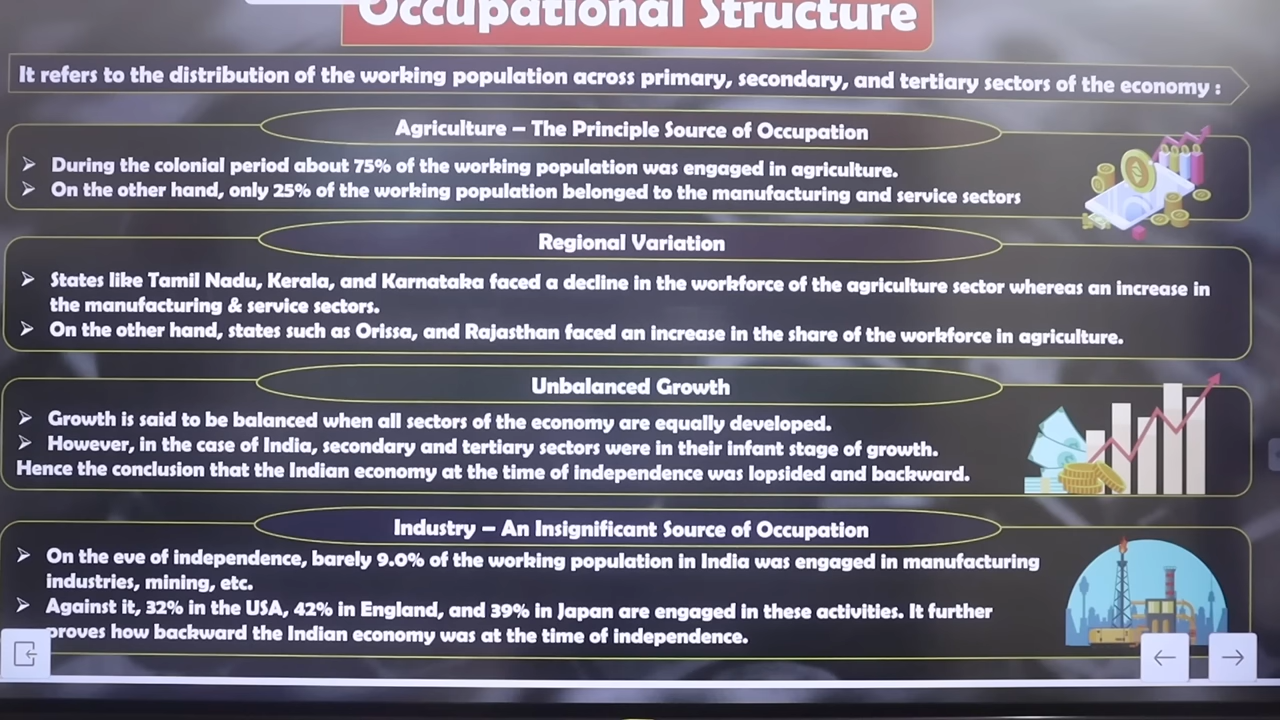 Occupational Structure
It refers to the distribution of the working population across primary, secondary, and tertiary sectors of the economy :
Agriculture – The Principle Source of Occupation
➤ During the colonial period about 75% of the working population was engaged in agriculture.
➤ On the other hand, only 25% of the working population belonged to the manufacturing and service sectors
Regional Variation
➤ States like Tamil Nadu, Kerala, and Karnataka faced a decline in the workforce of the agriculture sector whereas an increase in
the manufacturing & service sectors.
➤ On the other hand, states such as Orissa, and Rajasthan faced an increase in the share of the workforce in agriculture.
Unbalanced Growth
➤ Growth is said to be balanced when all sectors of the economy are equally developed.
➤ However, in the case of India, secondary and tertiary sectors were in their infant stage of growth.
Hence the conclusion that the Indian economy at the time of independence was lopsided and backward.
Industry – An Insignificant Source of Occupation
➤ On the eve of independence, barely 9.0% of the working population in India was engaged in manufacturing
industries, mining, etc.
➤ Against it, 32% in the USA, 42% in England, and 39% in Japan are engaged in these activities. It further
proves how backward the Indian economy was at the time of independence.